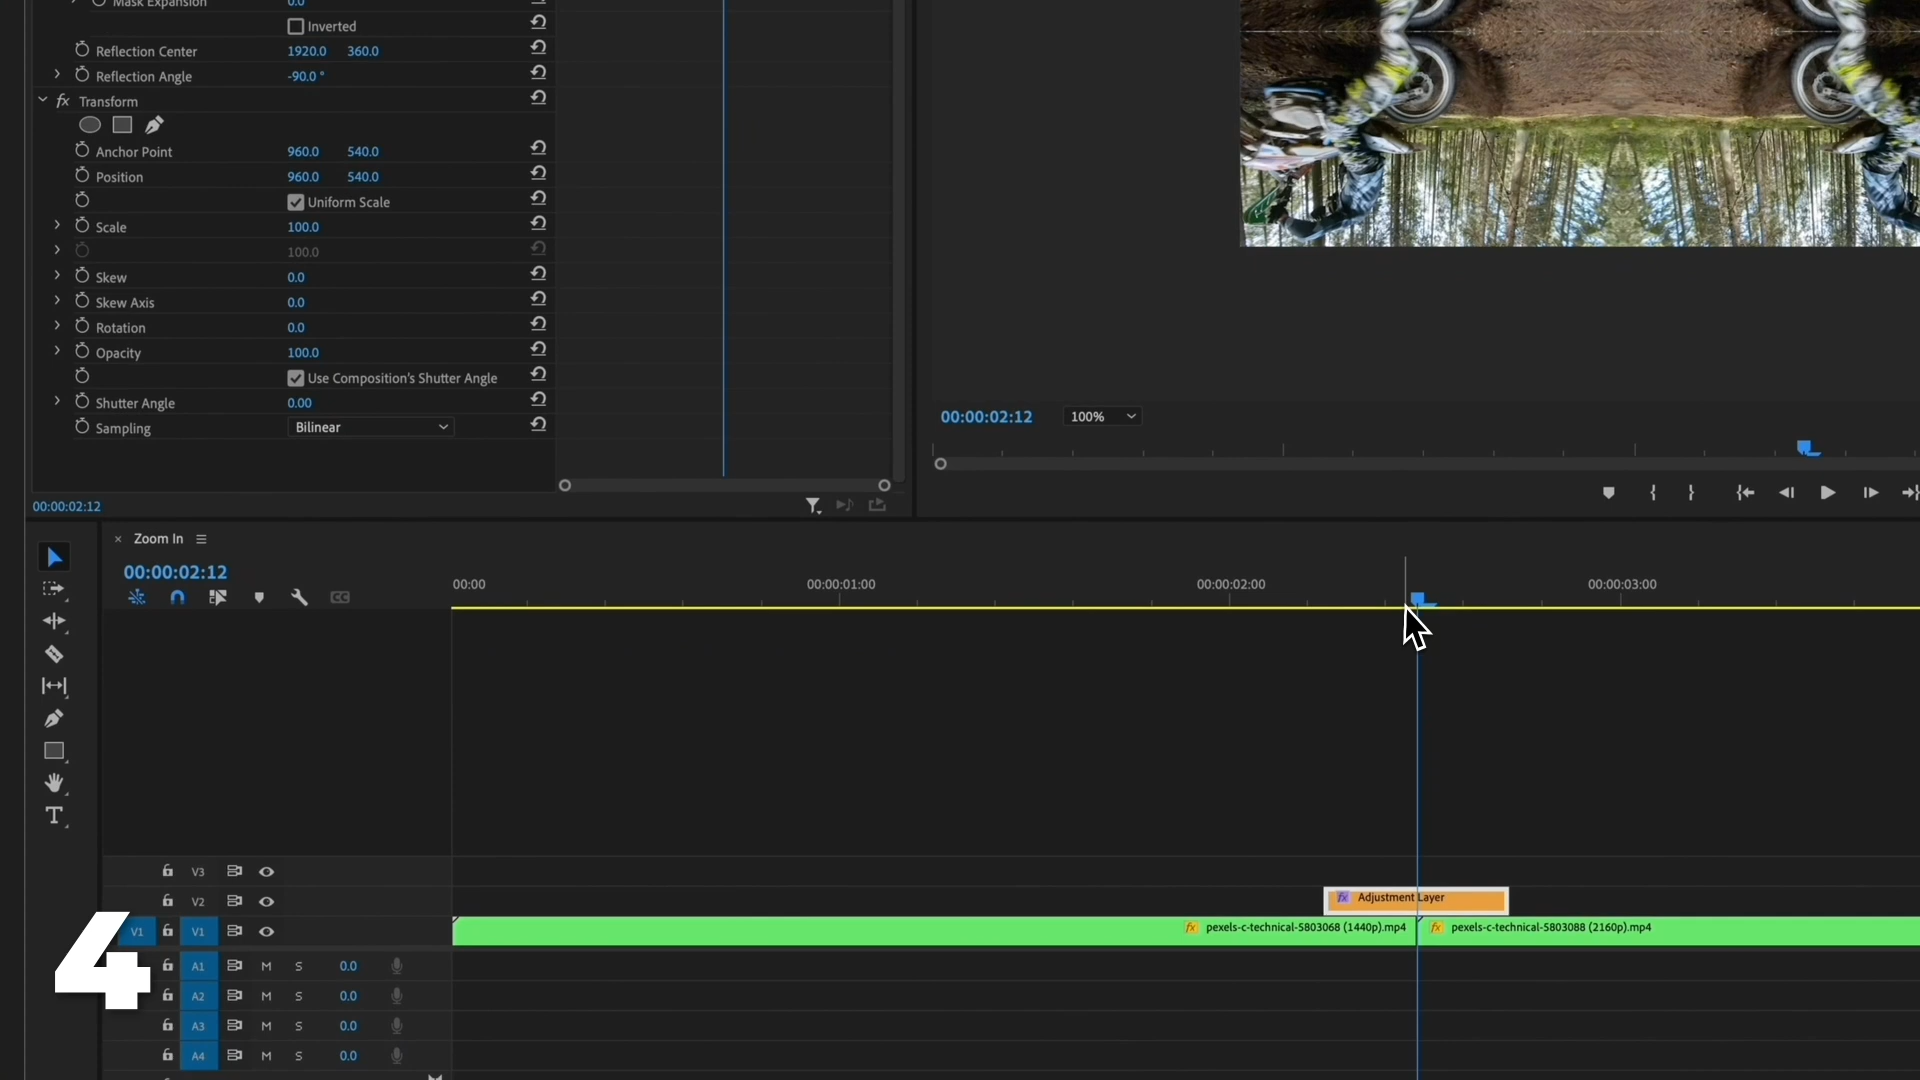 Mask Expansion 0.0
Inverted
Reflection Center 1920.0 360.0
Reflection Angle -90.0 °
fx Transform
Anchor Point 960.0 540.0
Position 960.0 540.0
Uniform Scale
Scale 100.0
100.0
Skew 0.0
Skew Axis 0.0
Rotation 0.0
Opacity 100.0
Use Composition's Shutter Angle
Shutter Angle 0.00
Sampling Bilinear
00:00:02:12
00:00:02:12 100%
Zoom In
00:00:02:12
00:00 00:00:01:00 00:00:02:00 00:00:03:00
CC
T
V3
V2
fx Adjustment Layer
V1 V1
fx pexels-c-technical-5803068 (1440p).mp4 fx pexels-c-technical-5803088 (2160p).mp4
A1 M S 0.0
A2 M S 0.0
A3 M S 0.0
A4 M S 0.0
4